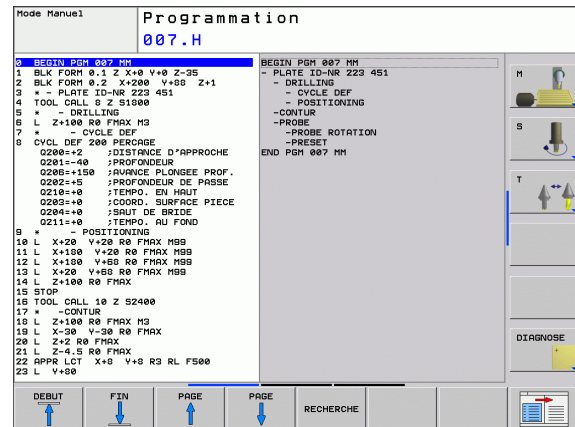 Mode Manuel
Programmation
007.H
0 BEGIN PGM 007 MM
1 BLK FORM 0.1 Z X+0 Y+0 Z-35
2 BLK FORM 0.2 X+200 Y+88 Z+1
3 * - PLATE ID-NR 223 451
4 TOOL CALL 8 Z S1800
5 * - DRILLING
6 L Z+100 R0 FMAX M3
7 * - CYCLE DEF
8 CYCL DEF 200 PERCAGE
Q200=+2 ;DISTANCE D'APPROCHE
Q201=-40 ;PROFONDEUR
Q206=+150 ;AVANCE PLONGEE PROF.
Q202=+5 ;PROFONDEUR DE PASSE
Q210=+0 ;TEMPO. EN HAUT
Q203=+0 ;COORD. SURFACE PIECE
Q204=+0 ;SAUT DE BRIDE
Q211=+0 ;TEMPO. AU FOND
9 * - POSITIONING
10 L X+20 Y+20 R0 FMAX M99
11 L X+180 Y+20 R0 FMAX M99
12 L X+180 Y+68 R0 FMAX M99
13 L X+20 Y+68 R0 FMAX M99
14 L Z+100 R0 FMAX
15 STOP
16 TOOL CALL 10 Z S2400
17 * -CONTUR
18 L Z+100 R0 FMAX M3
19 L X-30 Y-30 R0 FMAX
20 L Z+2 R0 FMAX
21 L Z-4.5 R0 FMAX
22 APPR LCT X+8 Y+8 R3 RL F500
23 L Y+80
BEGIN PGM 007 MM
- PLATE ID-NR 223 451
- DRILLING
- CYCLE DEF
- POSITIONING
-CONTUR
-PROBE
-PROBE ROTATION
-PRESET
END PGM 007 MM
M
S
T
DIAGNOSE
DEBUT
FIN
PAGE
PAGE
RECHERCHE